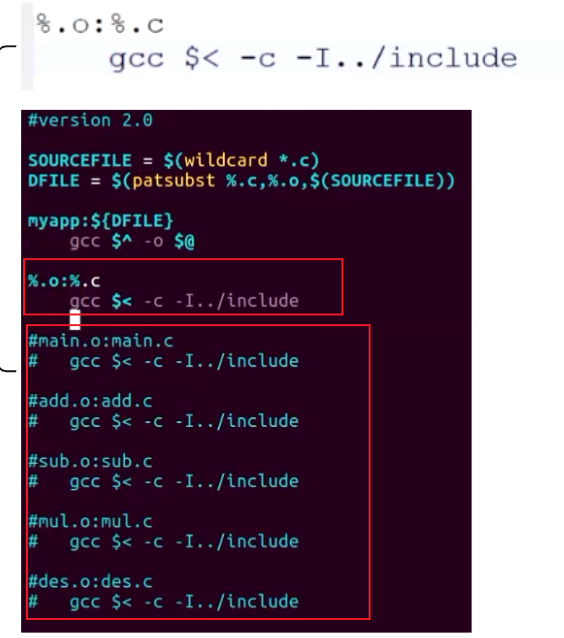 %.o:%.c
gcc $< -c -I../include
#version 2.0
SOURCEFILE = $(wildcard *.c)
DFILE = $(patsubst %.c,%.o,$(SOURCEFILE))
myapp:${DFILE}
gcc $^ -o $@
%.o:%.c
gcc $< -c -I../include
#main.o:main.c
#   gcc $< -c -I../include
#add.o:add.c
#   gcc $< -c -I../include
#sub.o:sub.c
#   gcc $< -c -I../include
#mul.o:mul.c
#   gcc $< -c -I../include
#des.o:des.c
#   gcc $< -c -I../include